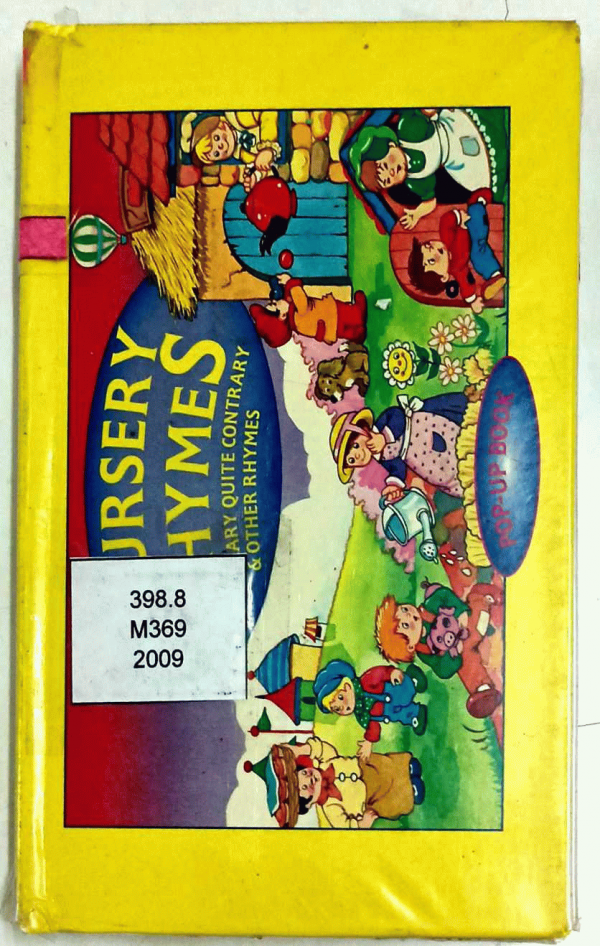 URSERY
HYMES
ARY QUITE CONTRARY
& OTHER RHYMES
POP-UP BOOK
398.8
M369
2009